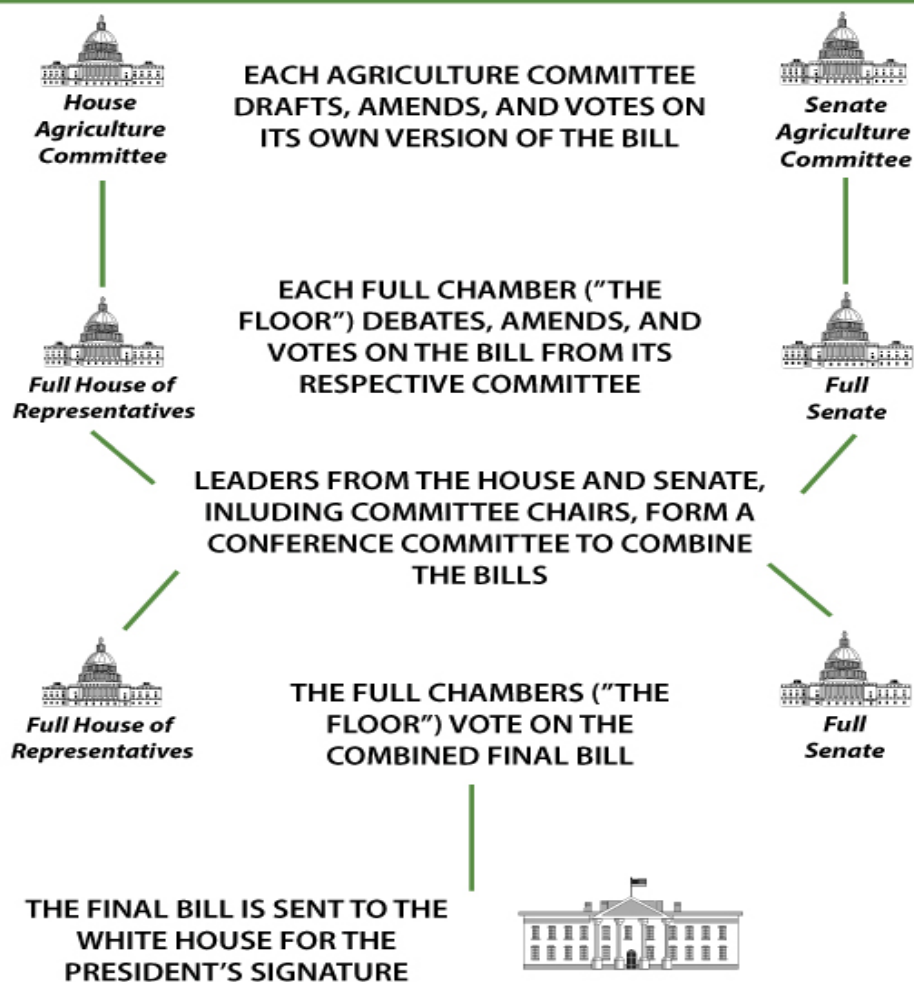 House
Agriculture
Committee
EACH AGRICULTURE COMMITTEE
DRAFTS, AMENDS, AND VOTES ON
ITS OWN VERSION OF THE BILL
Senate
Agriculture
Committee
EACH FULL CHAMBER ("THE
FLOOR") DEBATES, AMENDS, AND
VOTES ON THE BILL FROM ITS
RESPECTIVE COMMITTEE
Full House of
Representatives
Full
Senate
LEADERS FROM THE HOUSE AND SENATE,
INLUDING COMMITTEE CHAIRS, FORM A
CONFERENCE COMMITTEE TO COMBINE
THE BILLS
Full House of
Representatives
THE FULL CHAMBERS ("THE
FLOOR") VOTE ON THE
COMBINED FINAL BILL
Full
Senate
THE FINAL BILL IS SENT TO THE
WHITE HOUSE FOR THE
PRESIDENT'S SIGNATURE